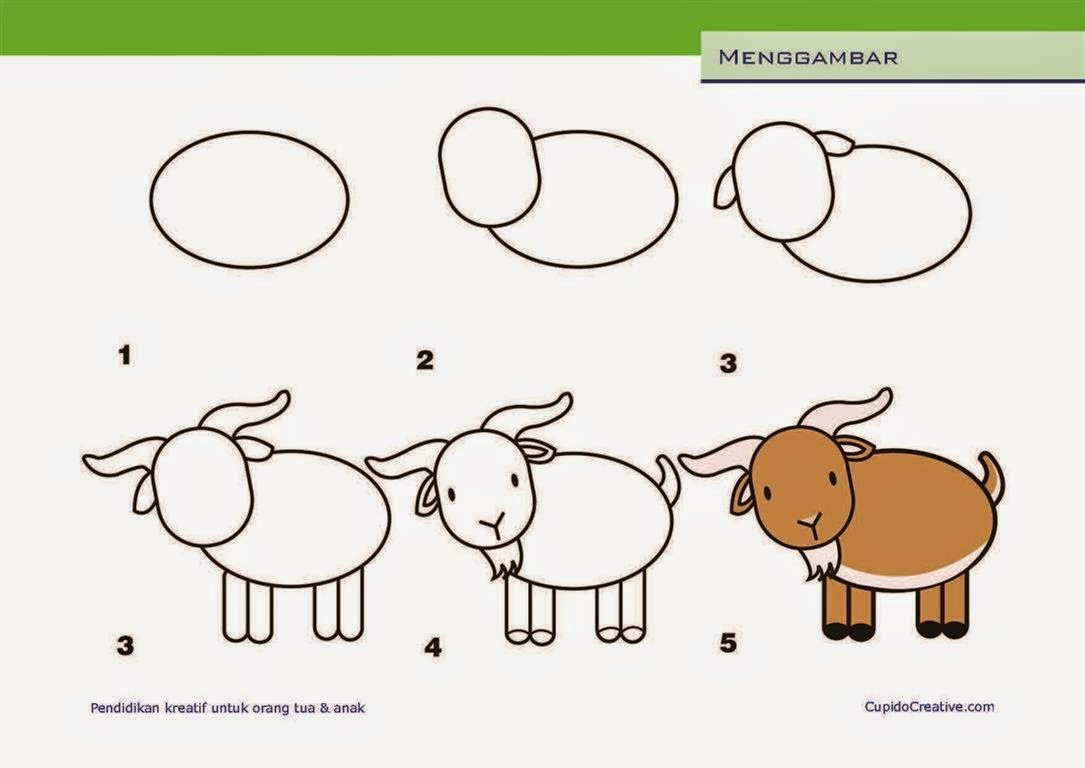 MENGGAMBAR
1
2
3
3
4
5
Pendidikan kreatif untuk orang tua & anak
CupidoCreative.com